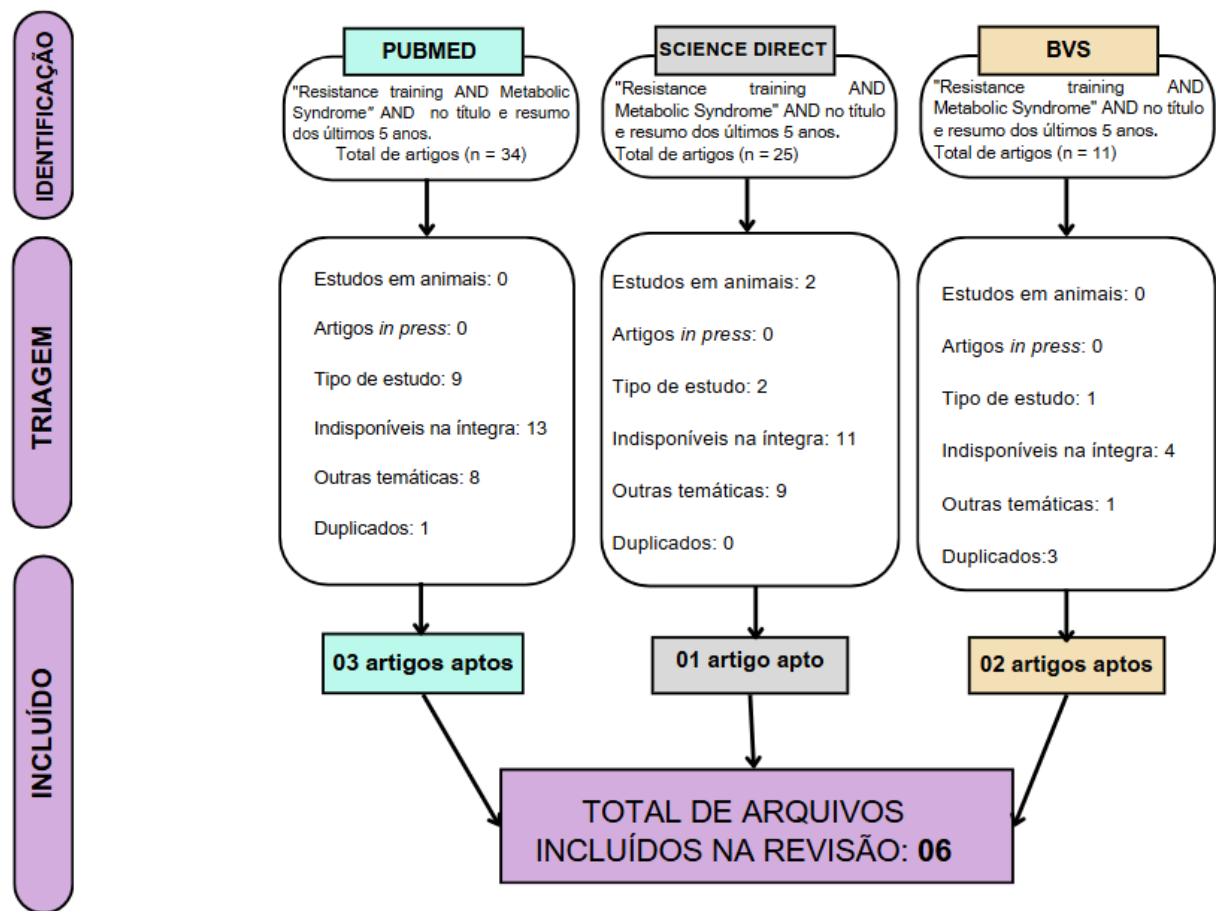 IDENTIFICAÇÃO
PUBMED
"Resistance training AND Metabolic
Syndrome" AND no título e resumo
dos últimos 5 anos.
Total de artigos (n = 34)
SCIENCE DIRECT
"Resistance training AND
Metabolic Syndrome" AND no título
e resumo dos últimos 5 anos.
Total de artigos (n = 25)
BVS
"Resistance training AND
Metabolic Syndrome" AND no título
e resumo dos últimos 5 anos.
Total de artigos (n = 11)
TRIAGEM
Estudos em animais: 0
Artigos in press: 0
Tipo de estudo: 9
Indisponíveis na íntegra: 13
Outras temáticas: 8
Duplicados: 1
Estudos em animais: 2
Artigos in press: 0
Tipo de estudo: 2
Indisponíveis na íntegra: 11
Outras temáticas: 9
Duplicados: 0
Estudos em animais: 0
Artigos in press: 0
Tipo de estudo: 1
Indisponíveis na íntegra: 4
Outras temáticas: 1
Duplicados:3
INCLUÍDO
03 artigos aptos
01 artigo apto
02 artigos aptos
TOTAL DE ARQUIVOS
INCLUÍDOS NA REVISÃO: 06